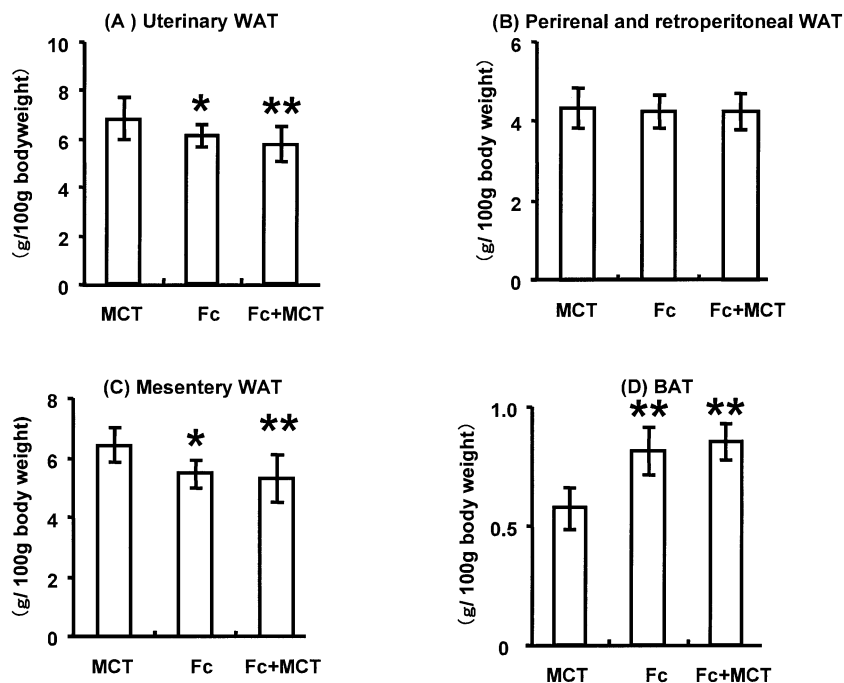 (A ) Uterinary WAT
10
8
6
4
2
0
(g/100g bodyweight)
*
**
MCT Fc Fc+MCT
(B) Perirenal and retroperitoneal WAT
6
4
2
0
(g/ 100g body weight)
MCT Fc Fc+MCT
(C) Mesentery WAT
8
6
4
2
0
(g/ 100g body weight)
*
**
MCT Fc Fc+MCT
(D) BAT
1.0
0.5
0
(g/ 100g body weight)
**
**
MCT Fc Fc+MCT